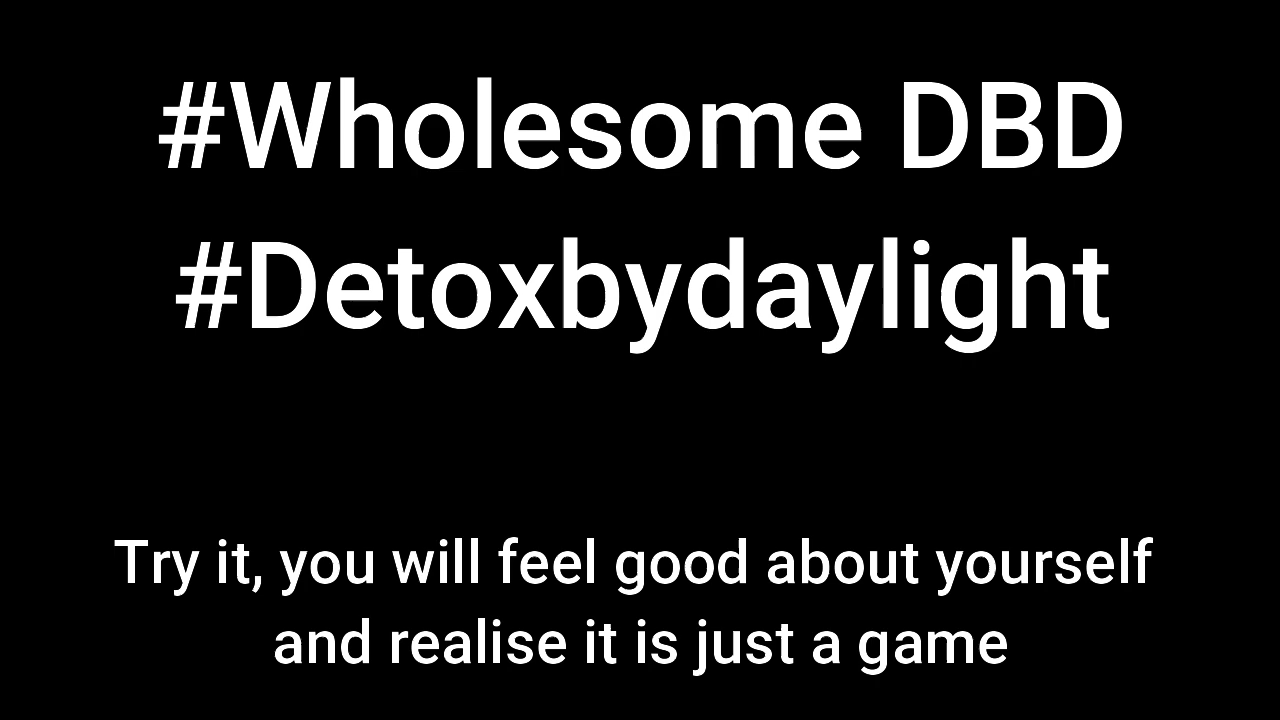 #Wholesome DBD
#Detoxbydaylight
Try it, you will feel good about yourself
and realise it is just a game